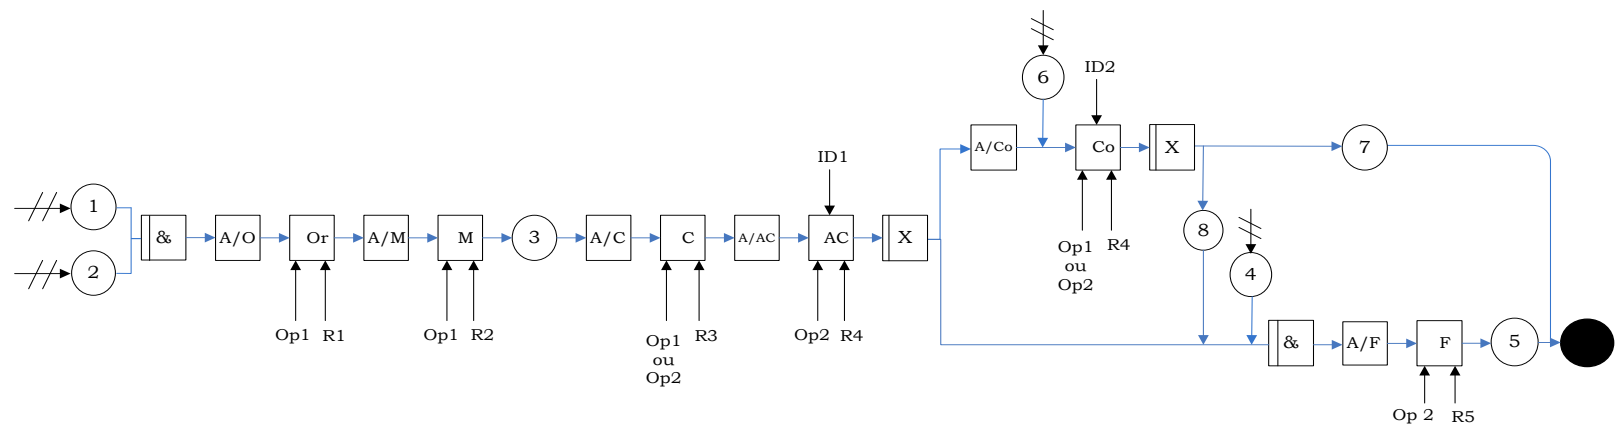 6
ID2
A/Co
Co
X
7
ID1
1
2
&
A/O
Or
A/M
M
3
A/C
C
A/AC
AC
X
Op1
ou
Op2
R4
8
4
Op1
R1
Op1
R2
Op1
ou
Op2
R3
Op2
R4
&
A/F
F
5
Op 2
R5